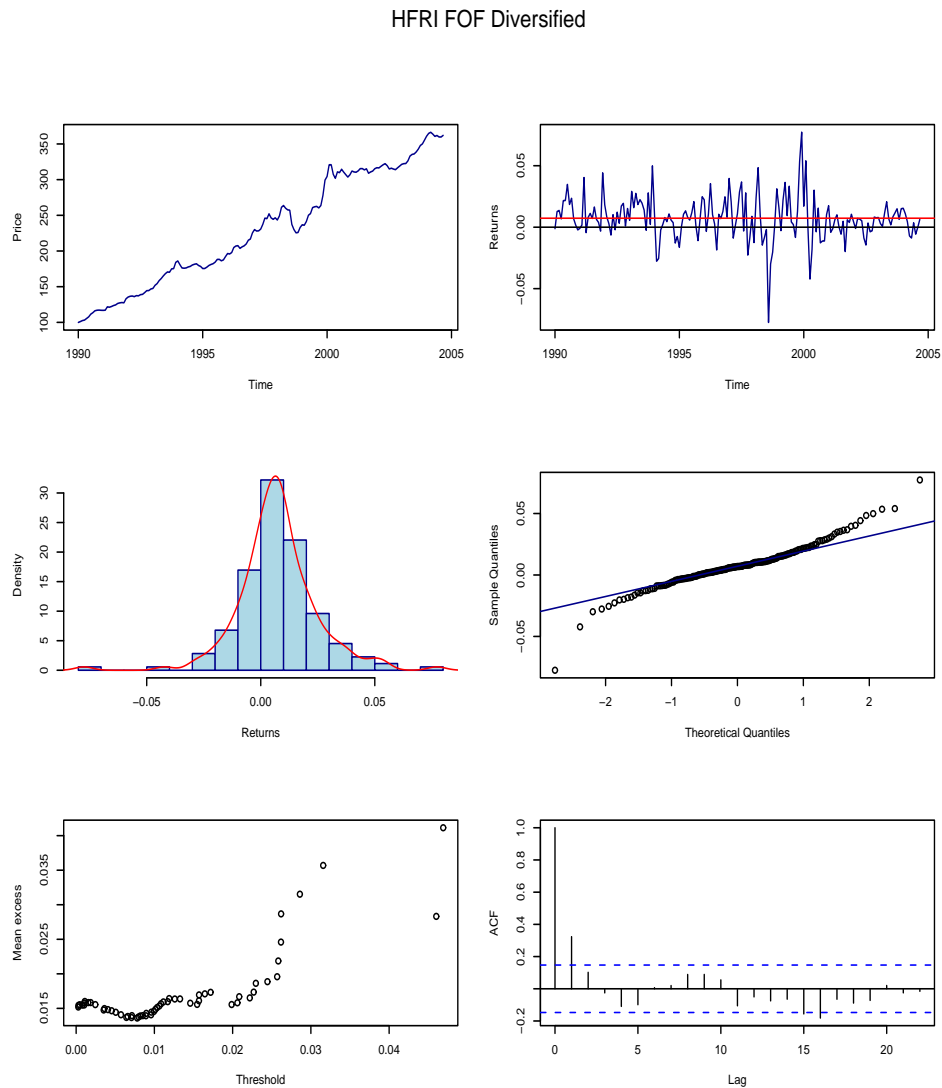 HFRI FOF Diversified
Price
100 150 200 250 300 350
1990 1995 2000 2005
Time
Returns
−0.05 0.00 0.05
1990 1995 2000 2005
Time
Density
0 5 10 15 20 25 30
−0.05 0.00 0.05
Returns
Sample Quantiles
−0.05 0.00 0.05
−2 −1 0 1 2
Theoretical Quantiles
Mean excess
0.015 0.025 0.035
0.00 0.01 0.02 0.03 0.04
Threshold
ACF
−0.2 0.2 0.4 0.6 0.8 1.0
0 5 10 15 20
Lag